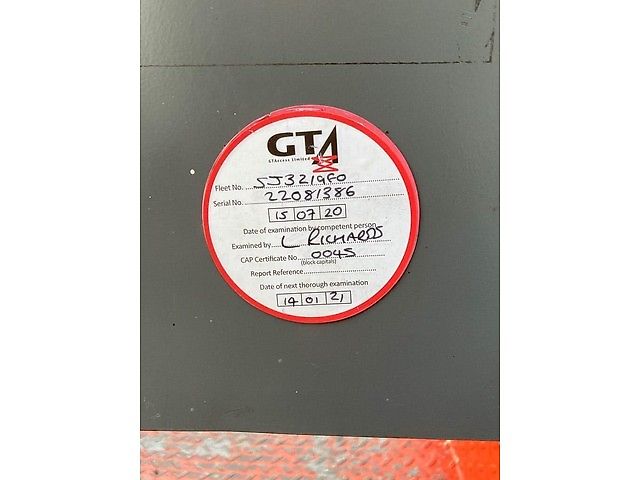 GTA
GTAccess Limited
Fleet No. SJ3219E0
Serial No. 22081386
15 07 20
Date of examination by competent person
Examined by L RICHARDS
CAP Certificate No. 0045
(block capitals)
Report Reference
Date of next thorough examination
14 01 21